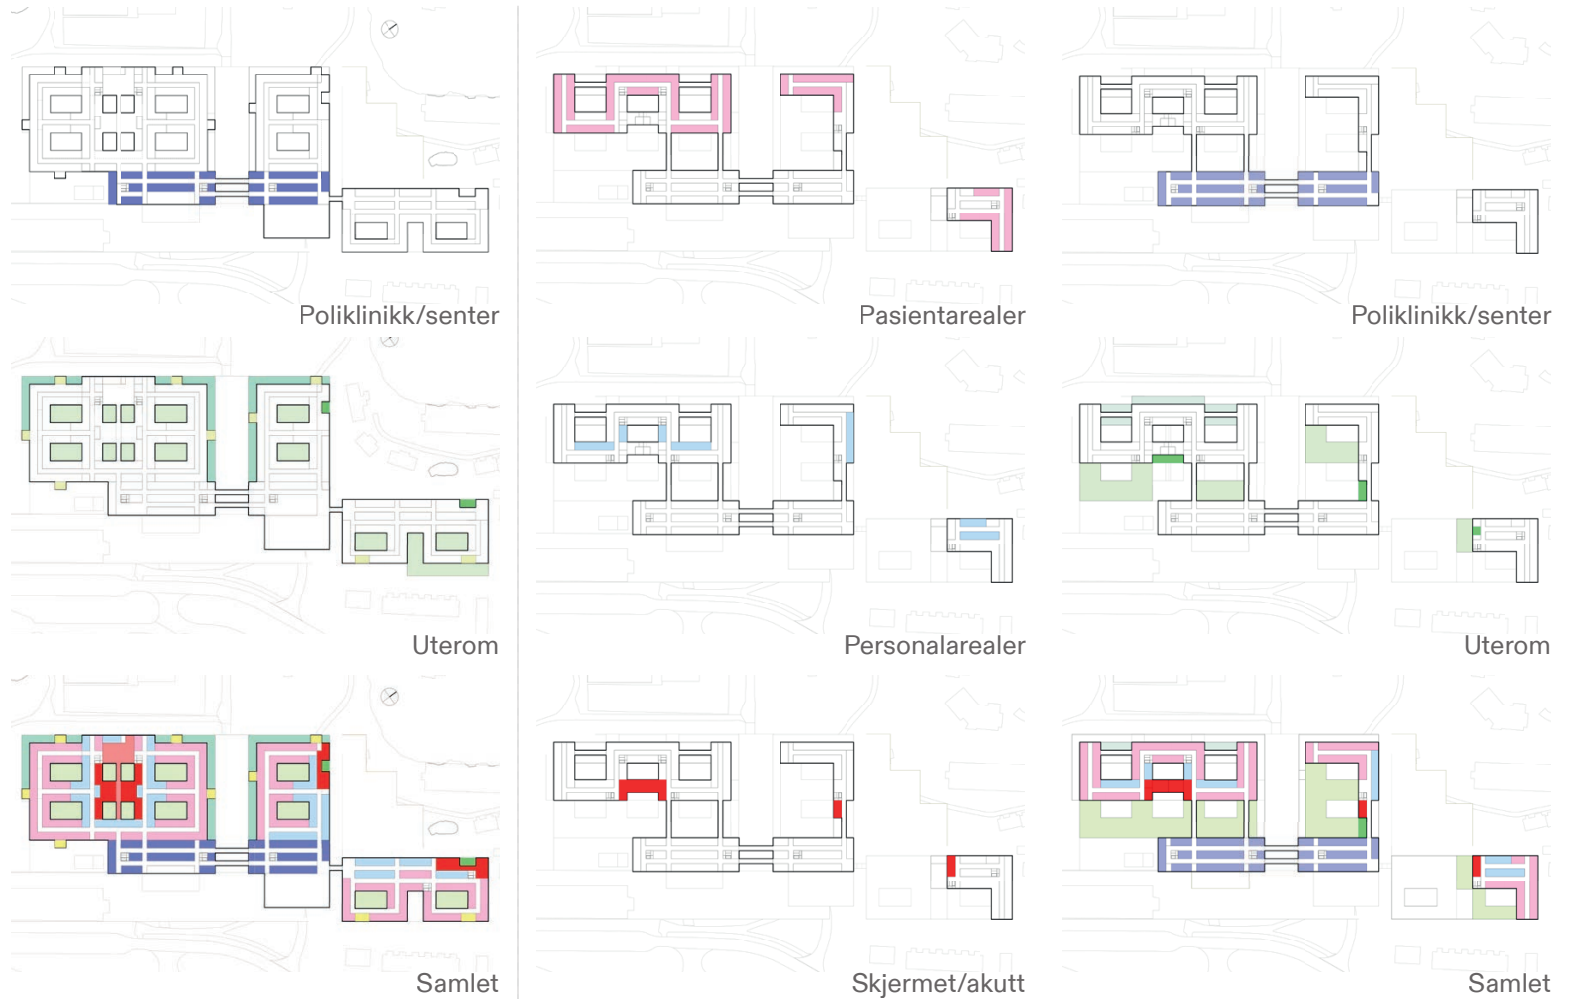 Poliklinikk/senter
Pasientarealer
Poliklinikk/senter
Uterom
Personalarealer
Uterom
Samlet
Skjermet/akutt
Samlet